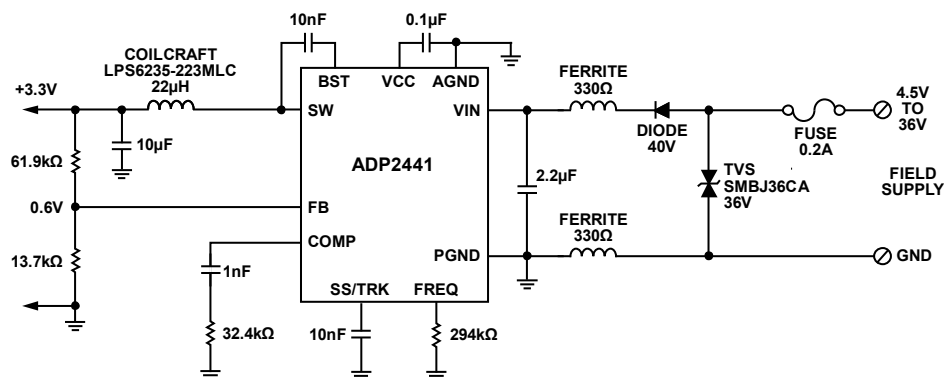 10nF
0.1µF
COILCRAFT
LPS6235-223MLC
22µH
+3.3V
BST
VCC
AGND
FERRITE
330Ω
4.5V
TO
36V
SW
VIN
10µF
DIODE
40V
FUSE
0.2A
61.9kΩ
ADP2441
2.2µF
TVS
SMBJ36CA
36V
FIELD
SUPPLY
0.6V
FB
COMP
FERRITE
330Ω
13.7kΩ
1nF
PGND
GND
SS/TRK
FREQ
32.4kΩ
10nF
294kΩ